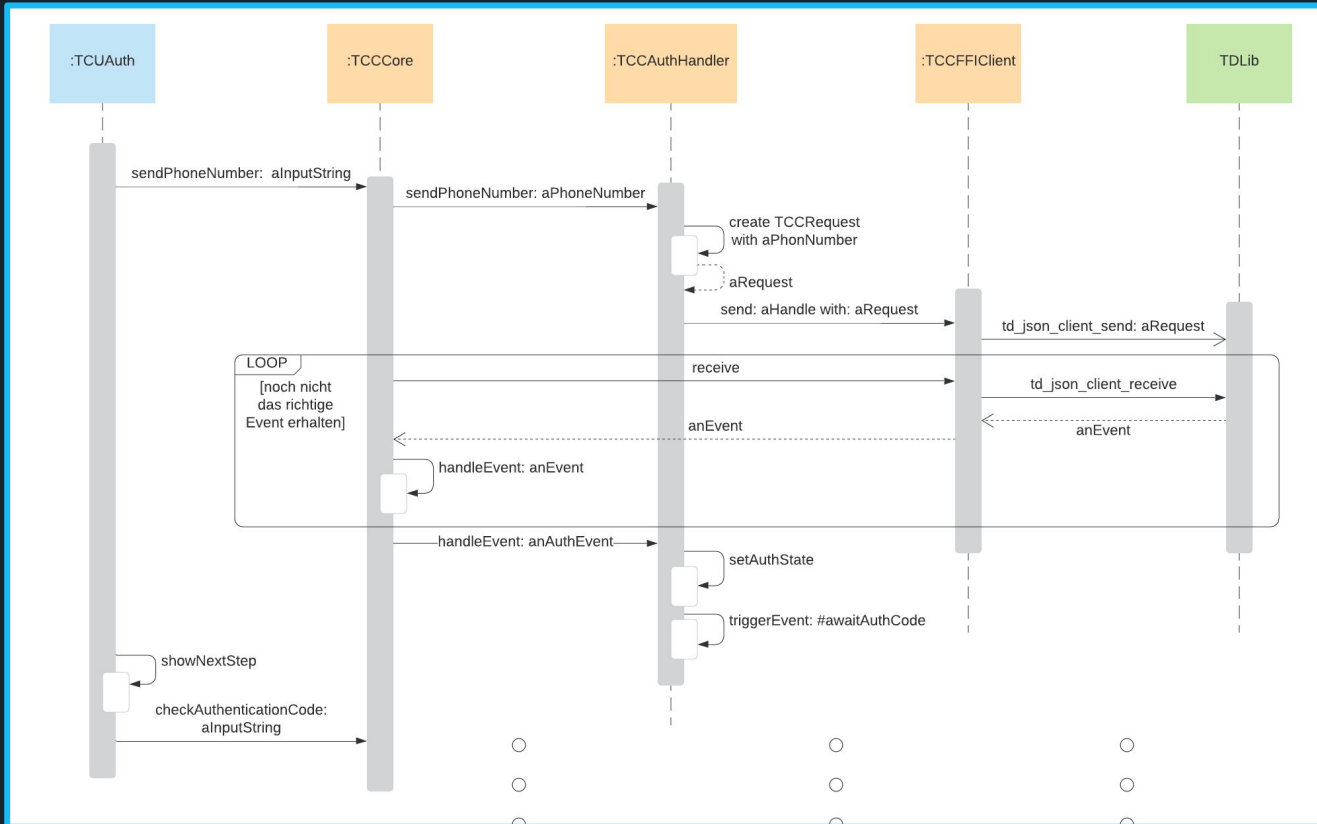 :TCUAuth
:TCCCore
:TCCAuthHandler
:TCCFFIClient
TDLib
sendPhoneNumber: aInputString
sendPhoneNumber: aPhoneNumber
create TCCRequest
with aPhonNumber
aRequest
send: aHandle with: aRequest
td_json_client_send: aRequest
LOOP
[noch nicht
das richtige
Event erhalten]
receive
td_json_client_receive
anEvent
anEvent
handleEvent: anEvent
handleEvent: anAuthEvent
setAuthState
triggerEvent: #awaitAuthCode
showNextStep
checkAuthenticationCode:
aInputString